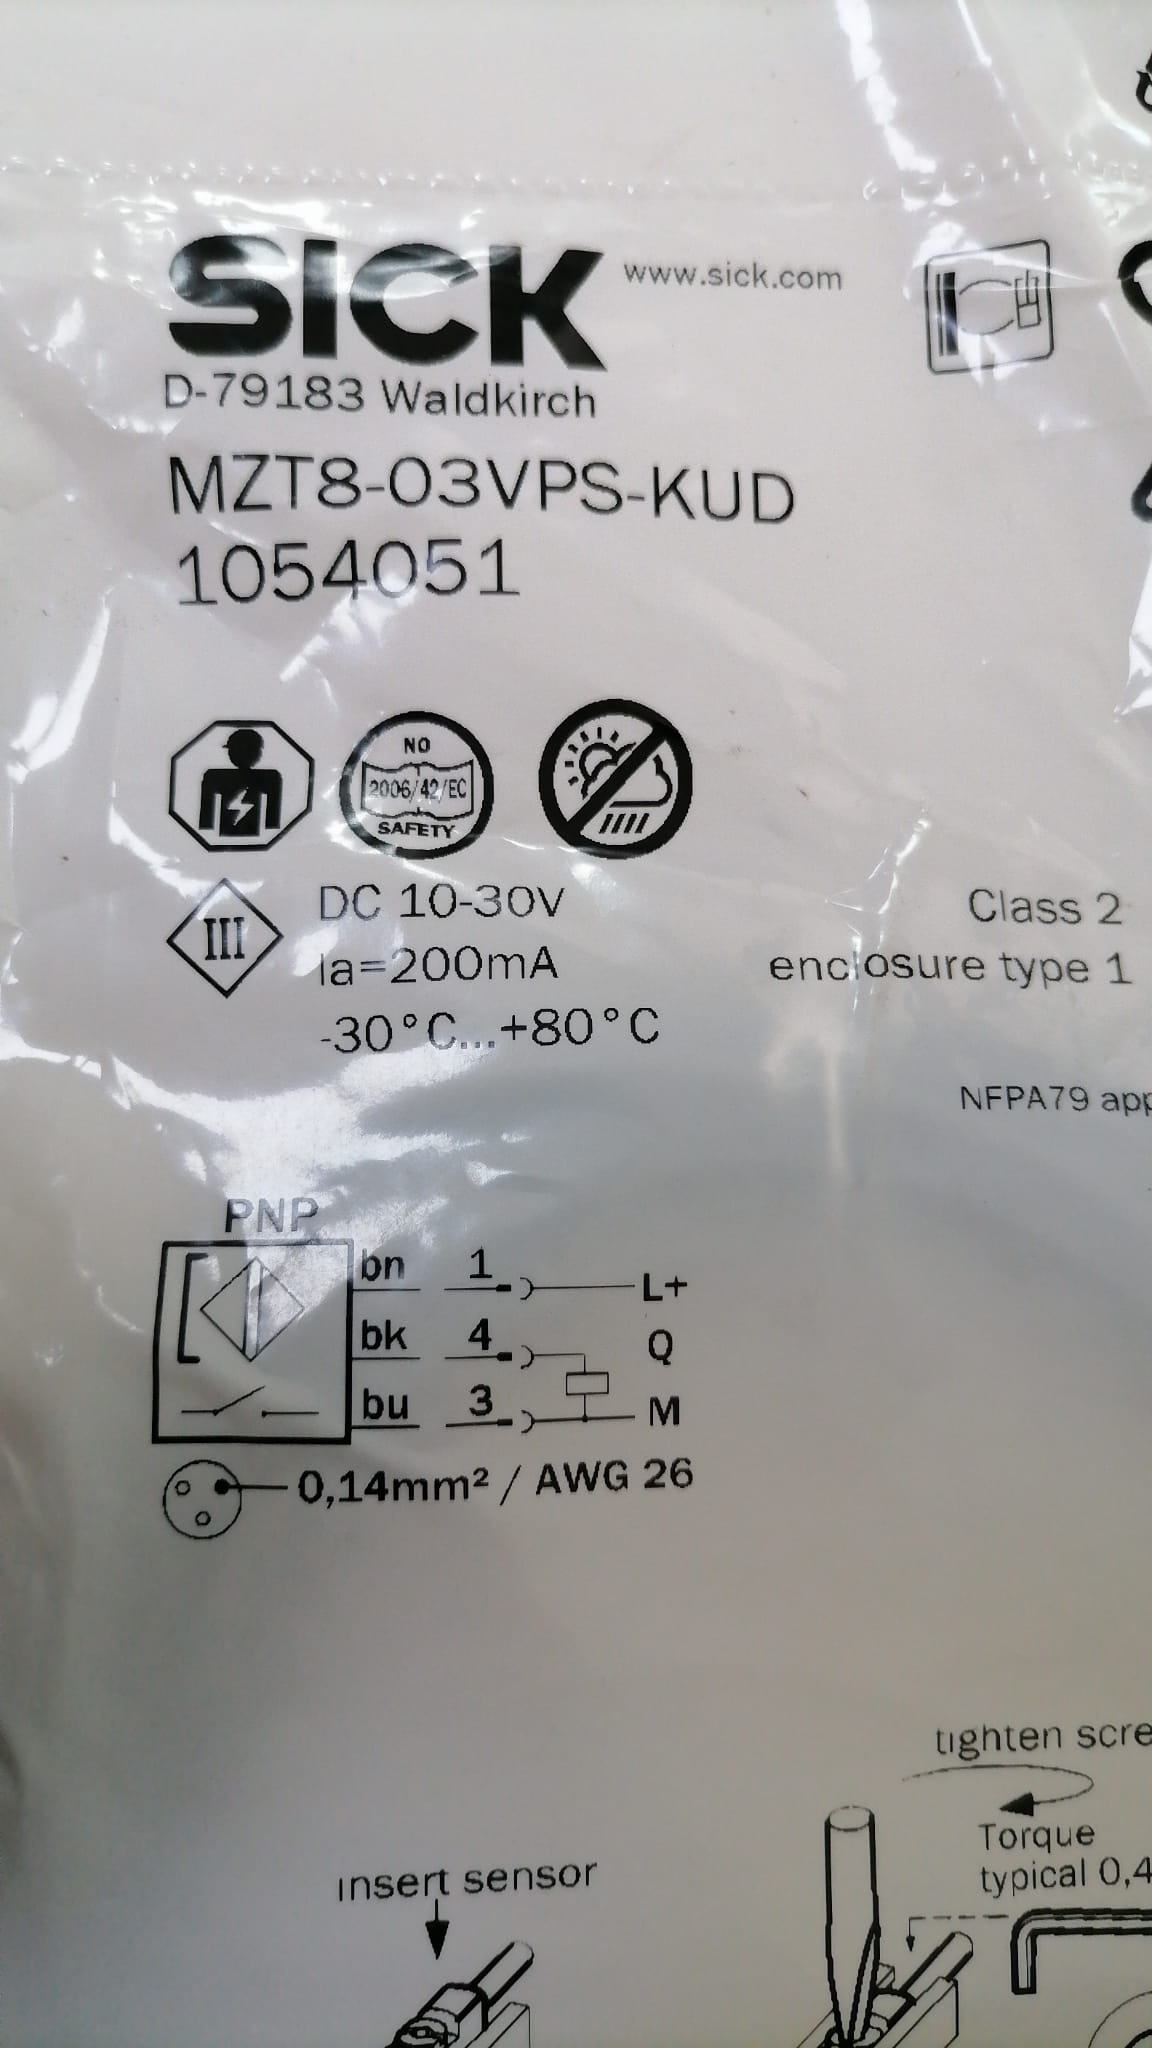 SICK www.sick.com
D-79183 Waldkirch
MZT8-03VPS-KUD
1054051
NO
2006/42/EC
SAFETY
III
DC 10-30V
Ia=200mA
-30°C...+80°C
Class 2
enclosure type 1
NFPA79
PNP
bn 1 L+
bk 4 Q
bu 3 M
0,14mm² / AWG 26
tighten
Torque
typical 0,4
insert sensor